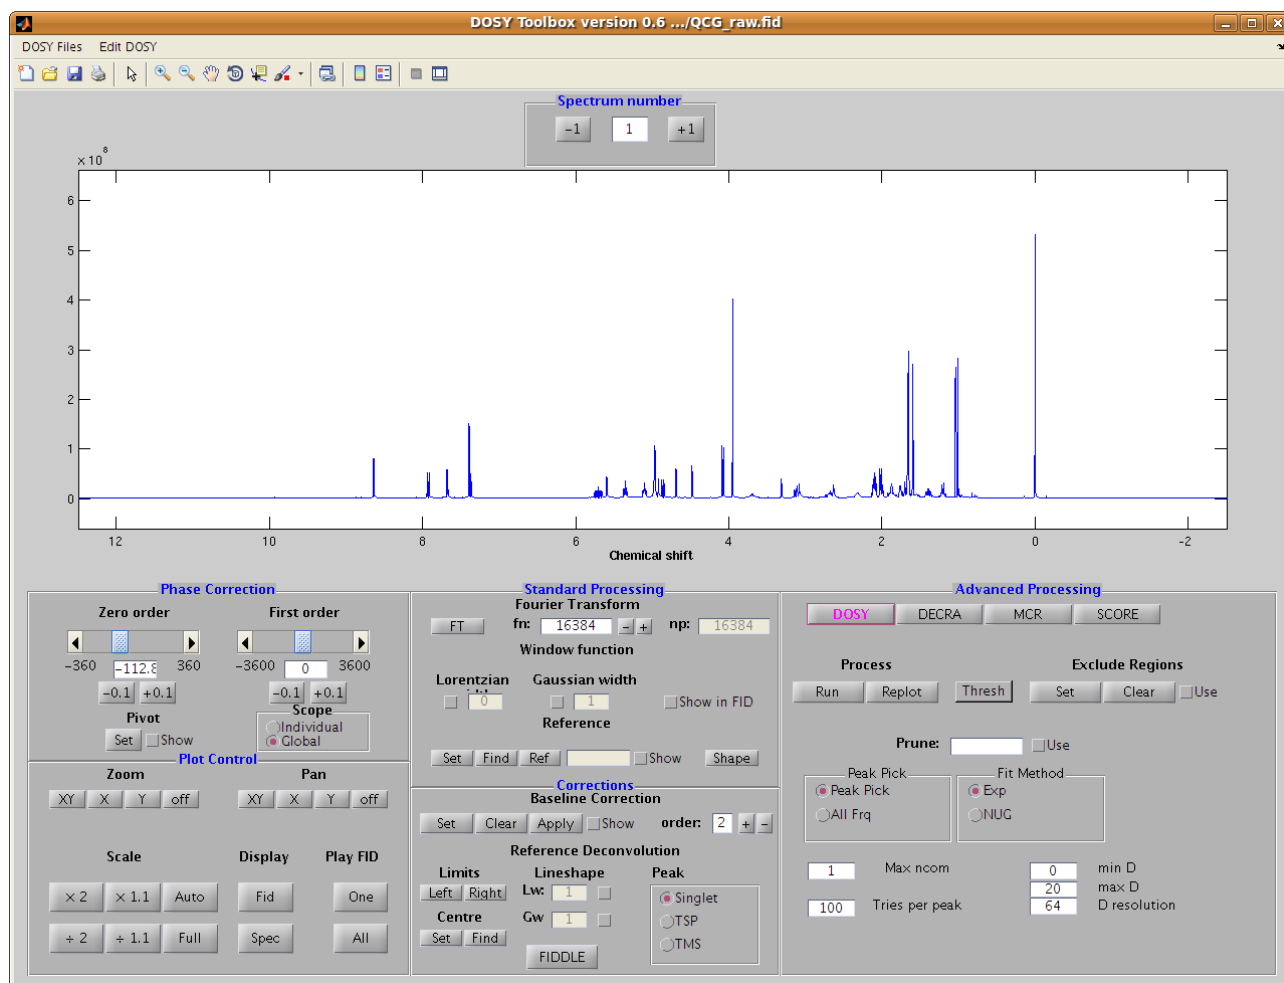 DOSY Toolbox version 0.6 .../QCG_raw.fid
DOSY Files Edit DOSY
Spectrum number
-1 1 +1
× 10^8
6
5
4
3
2
1
0
12 10 8 6 4 2 0 -2
Chemical shift
Phase Correction
Zero order First order
-360 -112.8 360 -3600 0 3600
-0.1 +0.1 -0.1 +0.1
Pivot Scope
Set Show Individual
Global
Plot Control
Zoom Pan
XY X Y off XY X Y off
Scale Display Play FID
× 2 × 1.1 Auto Fid One
÷ 2 ÷ 1.1 Full Spec All
Standard Processing
Fourier Transform
FT fn: 16384 - + np: 16384
Window function
Lorentzian Gaussian width
0 1 Show in FID
Reference
Set Find Ref Show Shape
Corrections
Baseline Correction
Set Clear Apply Show order: 2 + -
Reference Deconvolution
Limits Lineshape Peak
Left Right Lw: 1 Singlet
Centre Gw 1 TSP
Set Find TMS
FIDDLE
Advanced Processing
DOSY DECRA MCR SCORE
Process Exclude Regions
Run Replot Thresh Set Clear Use
Prune: Use
Peak Pick Fit Method
Peak Pick Exp
All Frq NUG
1 Max ncom 0 min D
20 max D
100 Tries per peak 64 D resolution